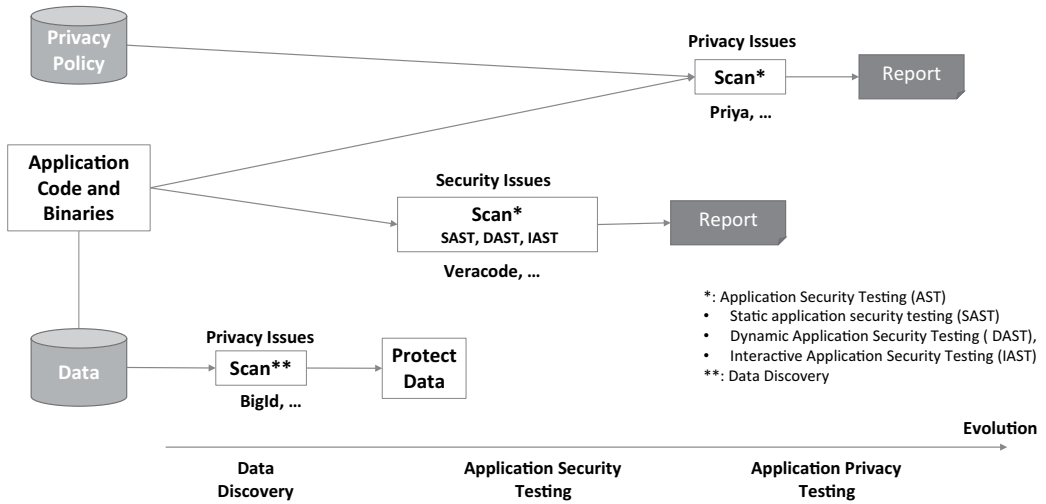 Privacy
Policy
Privacy Issues
Scan*
Priya, ...
Report
Application
Code and
Binaries
Security Issues
Scan*
SAST, DAST, IAST
Veracode, ...
Report
*: Application Security Testing (AST)
• Static application security testing (SAST)
• Dynamic Application Security Testing ( DAST),
• Interactive Application Security Testing (IAST)
**: Data Discovery
Data
Privacy Issues
Scan**
BigId, ...
Protect
Data
Evolution
Data
Discovery
Application Security
Testing
Application Privacy
Testing